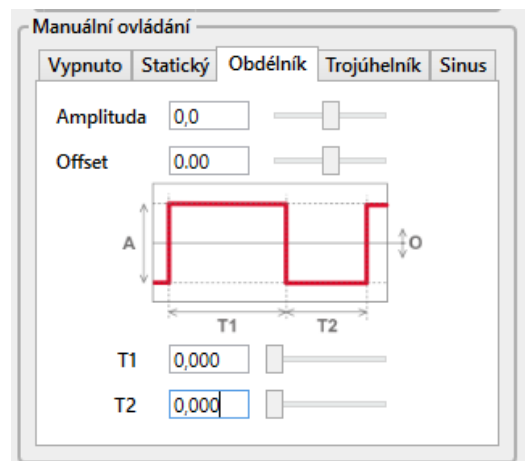 Manuální ovládání
Vypnuto Statický Obdélník Trojúhelník Sinus
Amplituda 0,0
Offset 0.00
A O
T1 T2
T1 0,000
T2 0,000